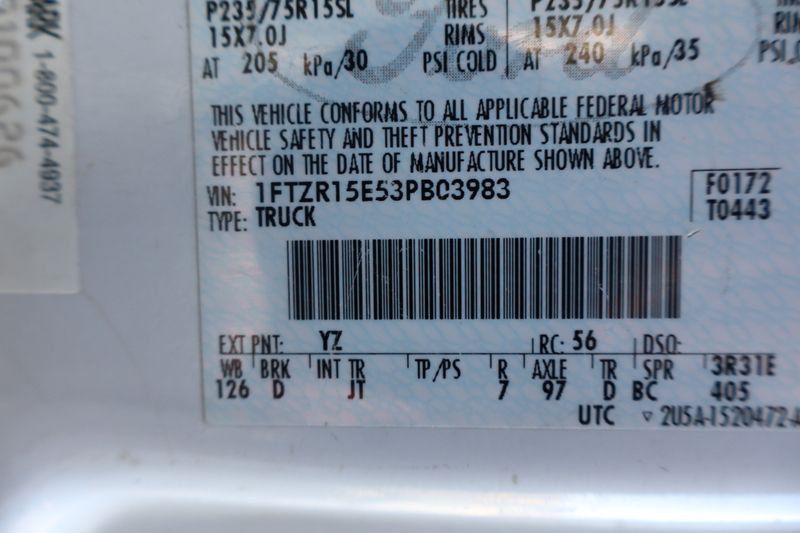 P235/75R15SL TIRES P235/75R15SL
15X7.0J RIMS 15X7.0J RIMS
AT 205 kPa/30 PSI COLD AT 240 kPa/35
THIS VEHICLE CONFORMS TO ALL APPLICABLE FEDERAL MOTOR
VEHICLE SAFETY AND THEFT PREVENTION STANDARDS IN
EFFECT ON THE DATE OF MANUFACTURE SHOWN ABOVE.
VIN: 1FTZR15E53PB03983 F0172
TYPE: TRUCK T0443
EXT PNT: YZ RC: 56 DSO:
WB BRK INT TR TP/PS R AXLE TR SPR 3R31E
126 D JT 7 97 D BC 405
UTC ▽ 2U5A-1520472-A
1-800-474-4937